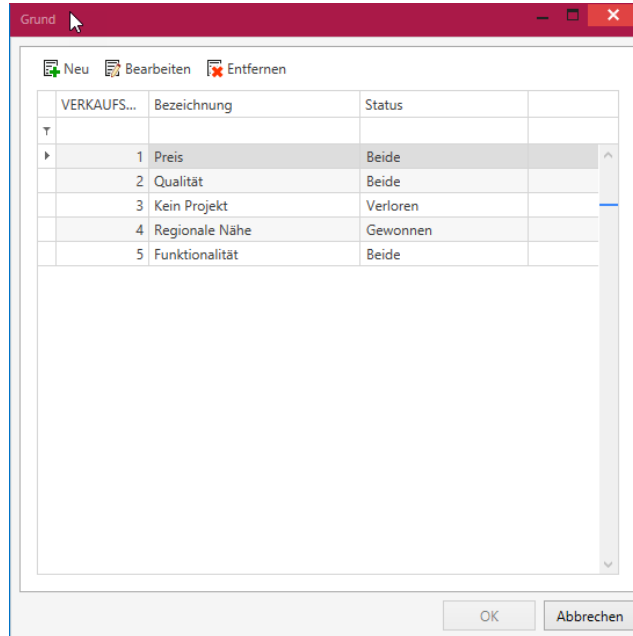 Grund
Neu Bearbeiten Entfernen
VERKAUFS... Bezeichnung Status
1 Preis Beide
2 Qualität Beide
3 Kein Projekt Verloren
4 Regionale Nähe Gewonnen
5 Funktionalität Beide
OK Abbrechen